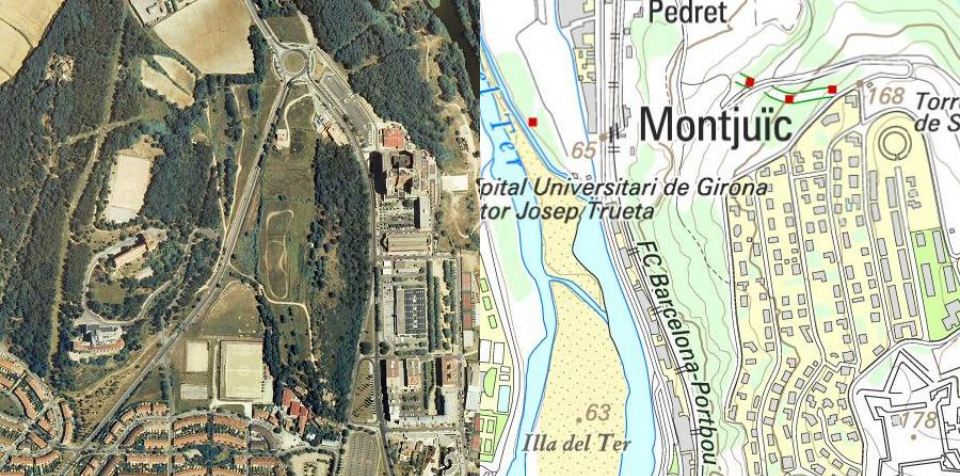 Pedret
168
Torre
de S
Montjuïc
65
l Ter
pital Universitari de Girona
tor Josep Trueta
FC Barcelona-Portbou
63
178
Illa del Ter